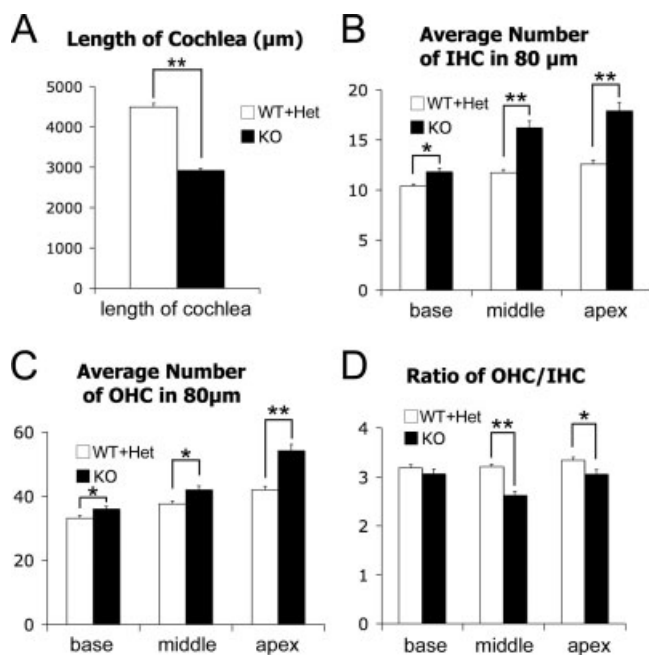 A
Length of Cochlea (µm)
**
5000
4000
3000
2000
1000
0
WT+Het
KO
length of cochlea
B
Average Number
of IHC in 80 µm
20
15
10
5
0
WT+Het
KO
*
**
**
base middle apex
C
Average Number
of OHC in 80µm
60
40
20
0
WT+Het
KO
*
*
**
base middle apex
D
Ratio of OHC/IHC
4
3
2
1
0
WT+Het
KO
**
*
base middle apex